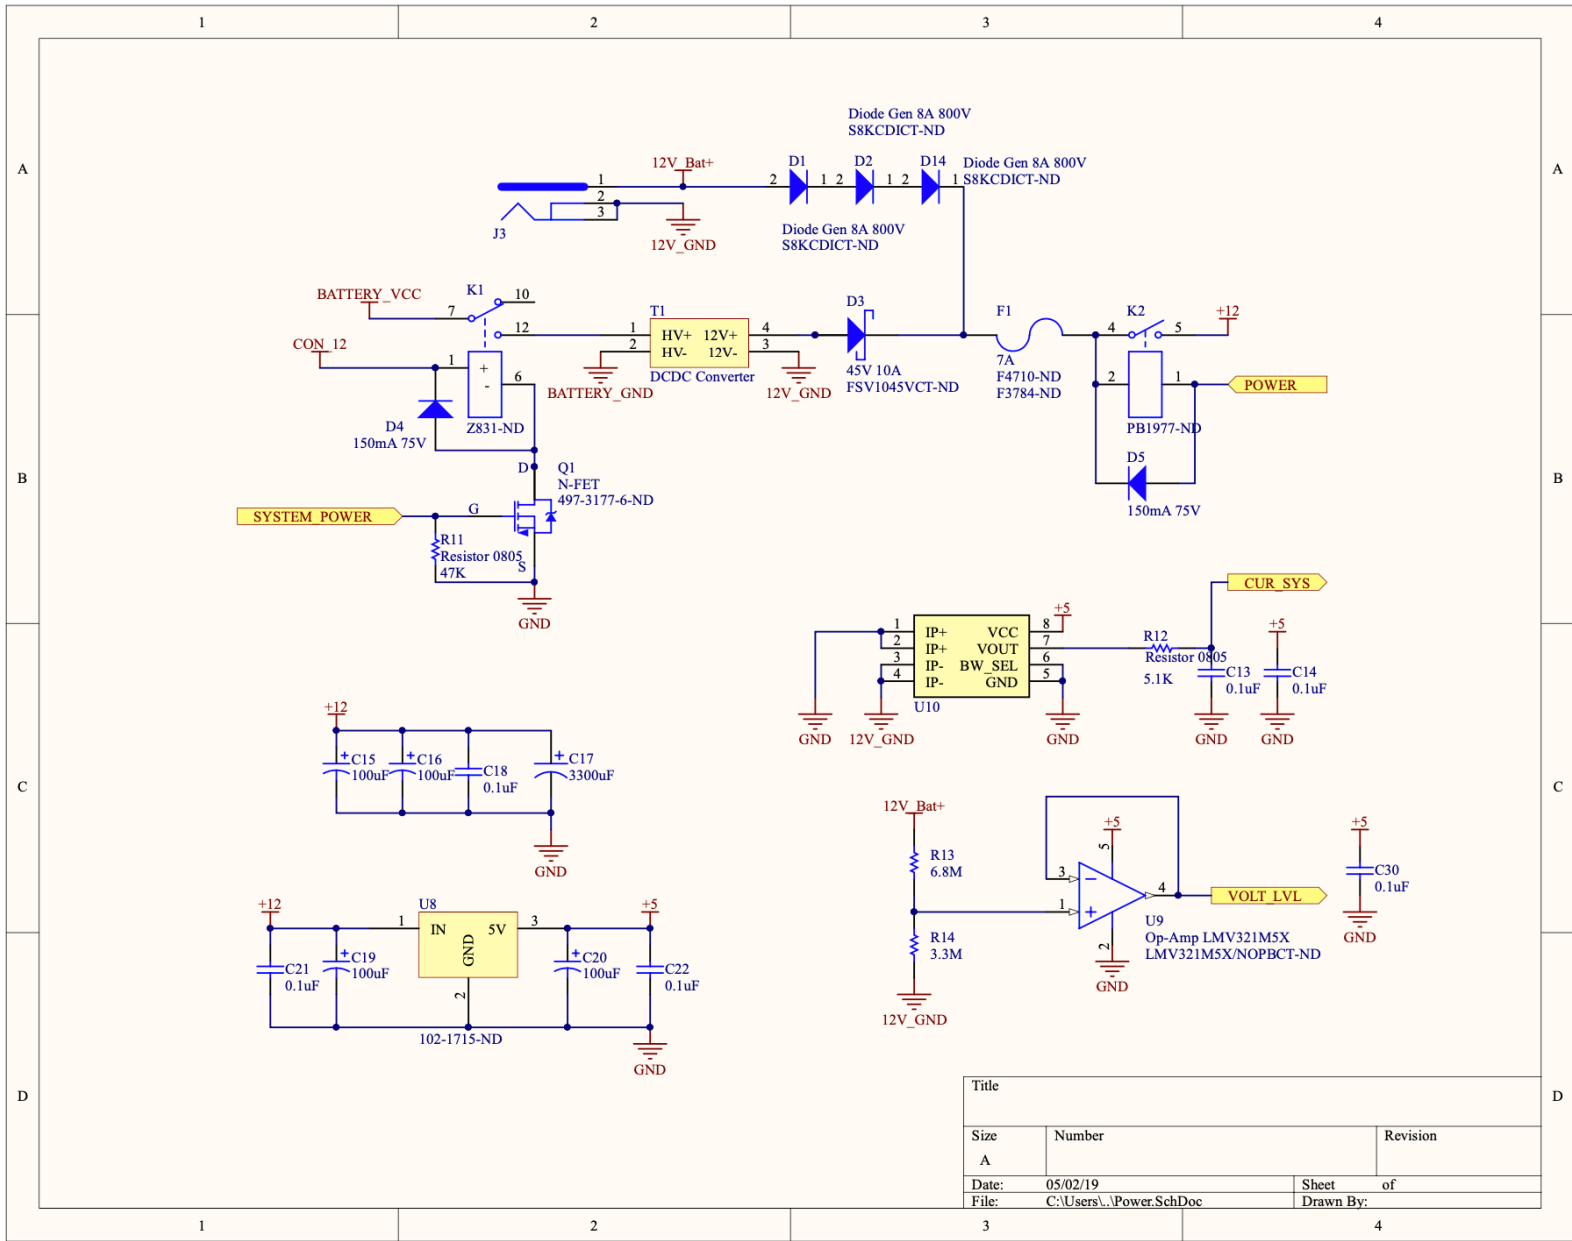 1 2 3 4
A A
Diode Gen 8A 800V
S8KCDICT-ND
12V_Bat+
D1 D2 D14
Diode Gen 8A 800V
S8KCDICT-ND
1 2 1 2 1 2 1
2
3
J3
12V_GND
Diode Gen 8A 800V
S8KCDICT-ND
BATTERY_VCC
K1
7 10
12
T1
1 HV+ 12V+ 4
2 HV- 12V- 3
DCDC Converter
BATTERY_GND
12V_GND
D3
45V 10A
FSV1045VCT-ND
F1
7A
F4710-ND
F3784-ND
K2
4 5
+12
2 1
POWER
PB1977-ND
D5
150mA 75V
CON_12
1 + - 6
Z831-ND
D4
150mA 75V
B B
D
Q1
N-FET
497-3177-6-ND
SYSTEM_POWER
G
R11
Resistor 0805
47K
S
GND
CUR_SYS
+5
1 IP+ VCC 8
2 IP+ VOUT 7
3 IP- BW_SEL 6
4 IP- GND 5
U10
GND
12V_GND
GND
R12
Resistor 0805
5.1K
C13
0.1uF
GND
+5
C14
0.1uF
GND
C C
+12
+ C15
100uF
+ C16
100uF
C18
0.1uF
+ C17
3300uF
GND
12V_Bat+
R13
6.8M
R14
3.3M
12V_GND
+5
5
3 -
1 +
4
2
GND
VOLT_LVL
U9
Op-Amp LMV321M5X
LMV321M5X/NOPBCT-ND
+5
C30
0.1uF
GND
+12
U8
1 IN 5V 3
GND
2
102-1715-ND
+5
C21
0.1uF
+ C19
100uF
+ C20
100uF
C22
0.1uF
GND
D D
Title
Size Number Revision
A
Date: 05/02/19 Sheet of
File: C:\Users\..\Power.SchDoc Drawn By:
1 2 3 4